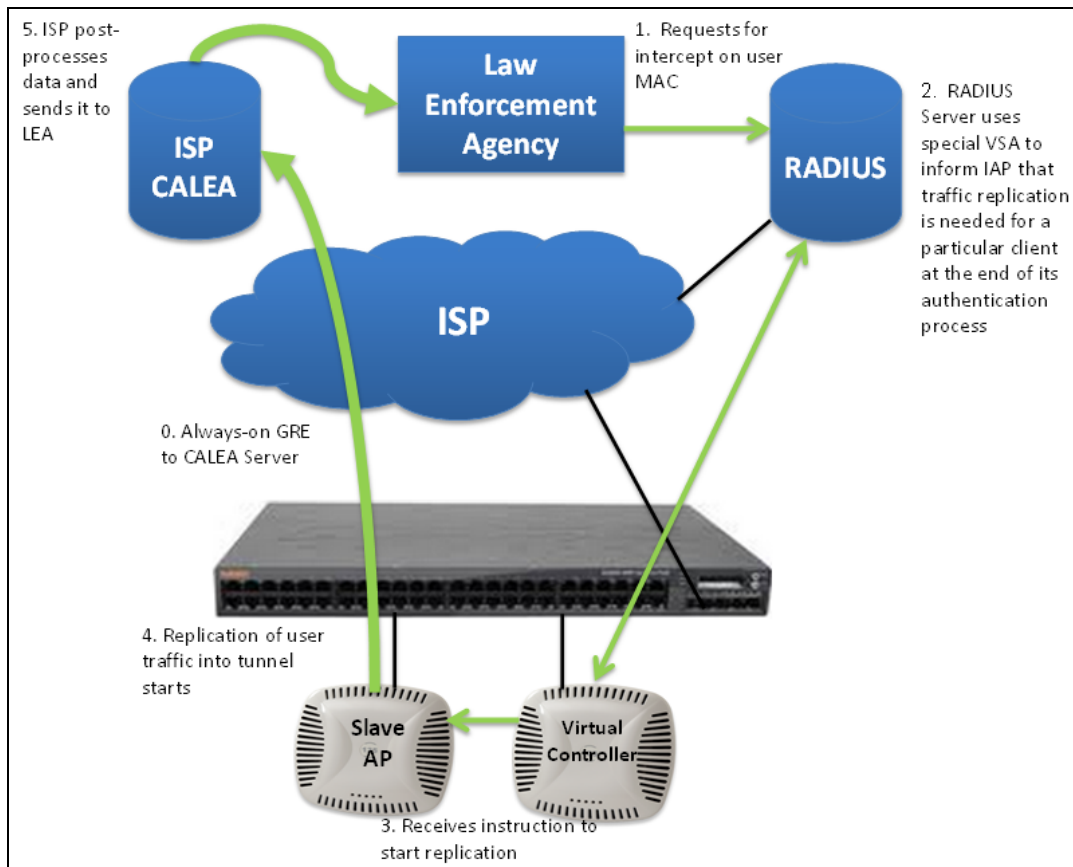 5. ISP post-
processes
data and
sends it to
LEA
Law
Enforcement
Agency
1. Requests for
intercept on user
MAC
2. RADIUS
Server uses
special VSA to
inform IAP that
traffic replication
is needed for a
particular client
at the end of its
authentication
process
ISP
CALEA
RADIUS
ISP
0. Always-on GRE
to CALEA Server
4. Replication of user
traffic into tunnel
starts
Slave
AP
Virtual
Controller
3. Receives instruction to
start replication